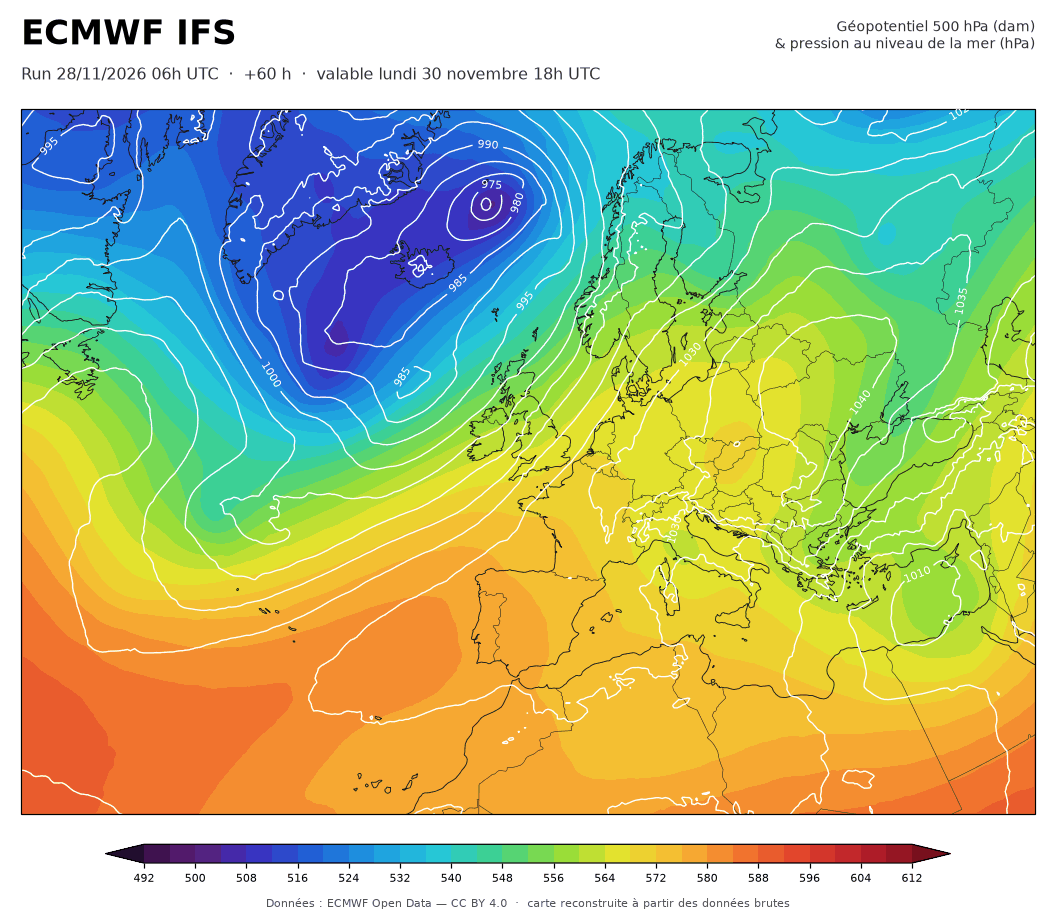 ECMWF IFS
Géopotentiel 500 hPa (dam)
& pression au niveau de la mer (hPa)
Run 28/11/2026 06h UTC · +60 h · valable lundi 30 novembre 18h UTC
995
990
975
980
985
995
1000
985
1030
1035
1040
1030
1010
492 500 508 516 524 532 540 548 556 564 572 580 588 596 604 612
Données : ECMWF Open Data — CC BY 4.0 · carte reconstruite à partir des données brutes